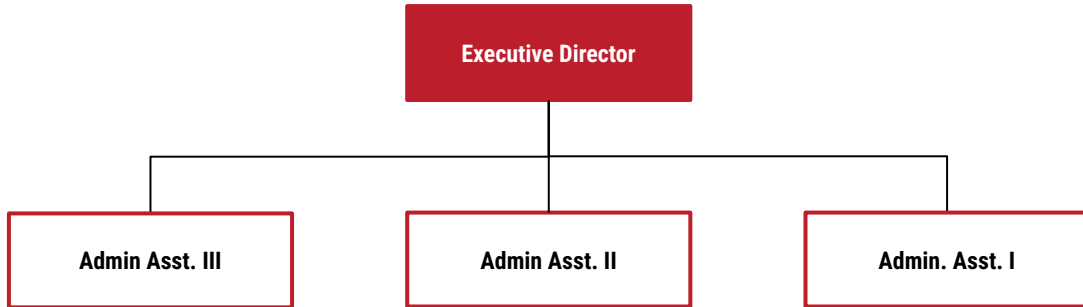 Executive Director
Admin Asst. III
Admin Asst. II
Admin. Asst. I